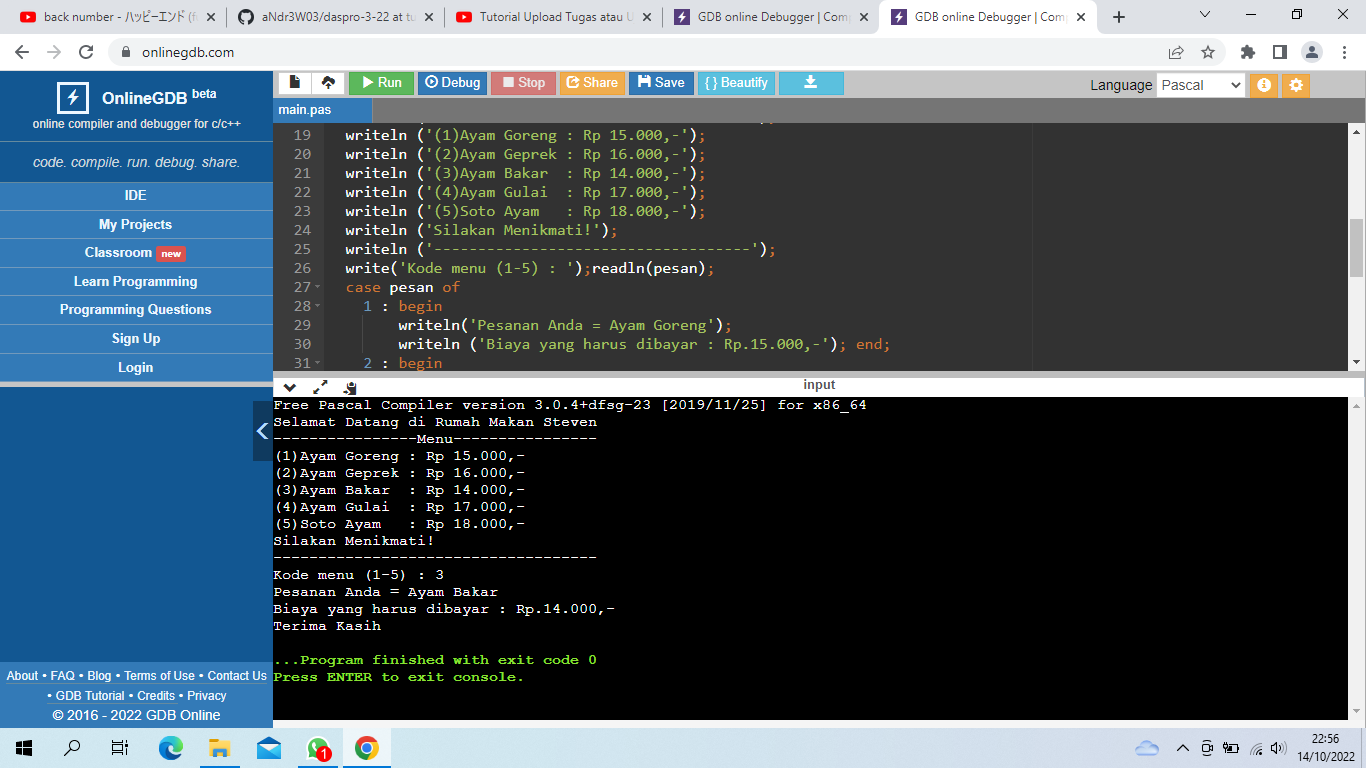 back number - ハッピーエンド (f
aNdr3W03/daspro-3-22 at tu
Tutorial Upload Tugas atau U
GDB online Debugger | Com
GDB online Debugger | Com
onlinegdb.com
OnlineGDB beta
online compiler and debugger for c/c++
code. compile. run. debug. share.
IDE
My Projects
Classroom new
Learn Programming
Programming Questions
Sign Up
Login
Run
Debug
Stop
Share
Save
{ } Beautify
Language Pascal
main.pas
19 writeln ('(1)Ayam Goreng : Rp 15.000,-');
20 writeln ('(2)Ayam Geprek : Rp 16.000,-');
21 writeln ('(3)Ayam Bakar  : Rp 14.000,-');
22 writeln ('(4)Ayam Gulai  : Rp 17.000,-');
23 writeln ('(5)Soto Ayam   : Rp 18.000,-');
24 writeln ('Silakan Menikmati!');
25 writeln ('------------------------------------');
26 write('Kode menu (1-5) : ');readln(pesan);
27 case pesan of
28 1 : begin
29 writeln('Pesanan Anda = Ayam Goreng');
30 writeln ('Biaya yang harus dibayar : Rp.15.000,-'); end;
31 2 : begin
input
Free Pascal Compiler version 3.0.4+dfsg-23 [2019/11/25] for x86_64
Selamat Datang di Rumah Makan Steven
----------------Menu----------------
(1)Ayam Goreng : Rp 15.000,-
(2)Ayam Geprek : Rp 16.000,-
(3)Ayam Bakar  : Rp 14.000,-
(4)Ayam Gulai  : Rp 17.000,-
(5)Soto Ayam   : Rp 18.000,-
Silakan Menikmati!
------------------------------------
Kode menu (1-5) : 3
Pesanan Anda = Ayam Bakar
Biaya yang harus dibayar : Rp.14.000,-
Terima Kasih
...Program finished with exit code 0
Press ENTER to exit console.
About • FAQ • Blog • Terms of Use • Contact Us
• GDB Tutorial • Credits • Privacy
© 2016 - 2022 GDB Online
1
22:56
14/10/2022